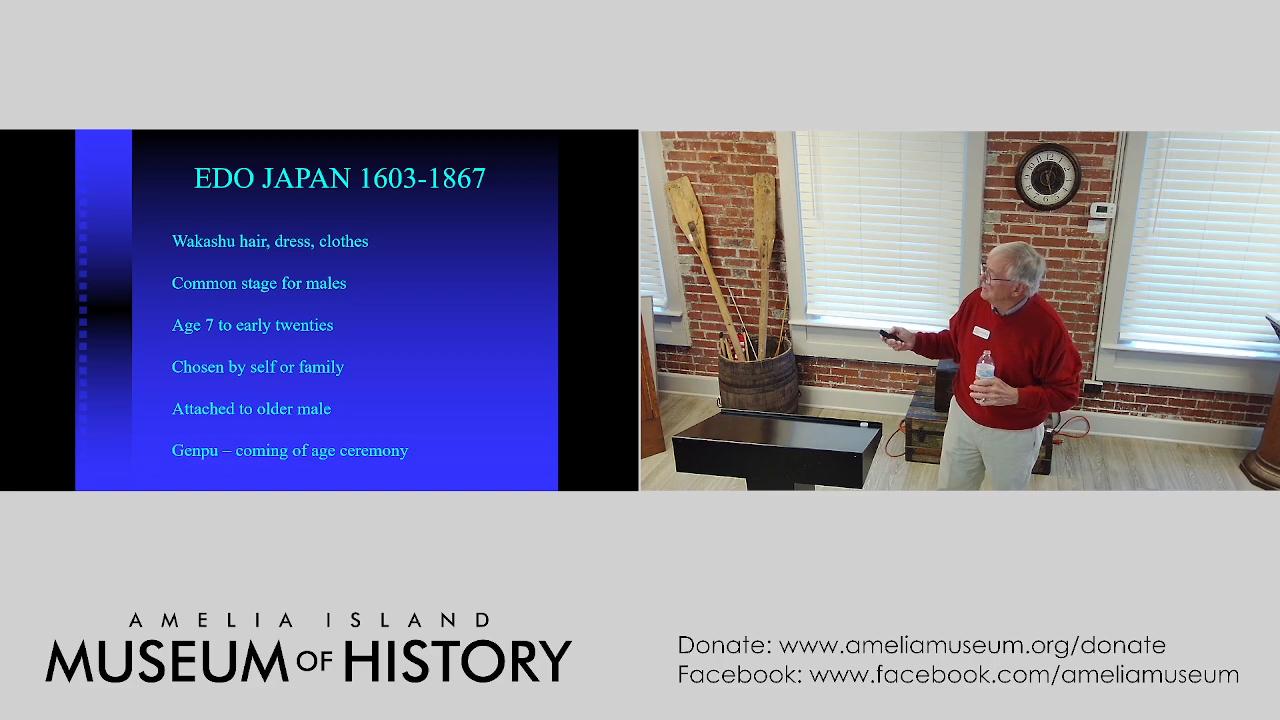 EDO JAPAN 1603-1867
Wakashu hair, dress, clothes
Common stage for males
Age 7 to early twenties
Chosen by self or family
Attached to older male
Genpu – coming of age ceremony
AMELIA ISLAND
MUSEUM OF HISTORY
Donate: www.ameliamuseum.org/donate
Facebook: www.facebook.com/ameliamuseum